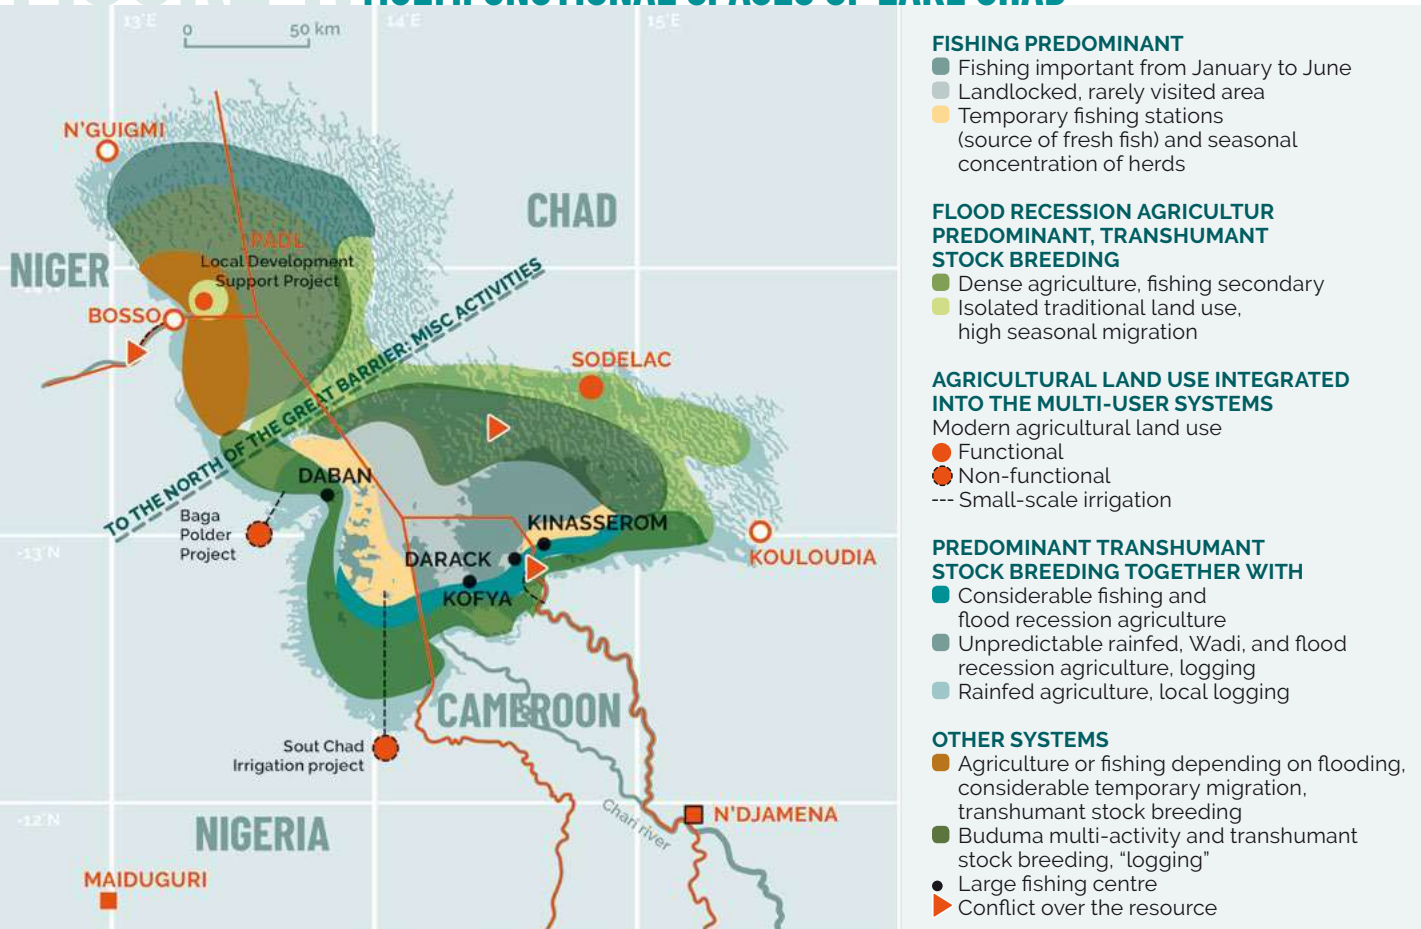 MULTIFUNCTIONAL SPACES OF LAKE CHAD
13°E
14°E
15°E
0 50 km
N'GUIGMI
CHAD
NIGER
PADL
Local Development
Support Project
BOSSO
TO THE NORTH OF THE GREAT BARRIER: MISC ACTIVITIES
SODELAC
DABAN
Baga
Polder
Project
KINASSEROM
DARACK
KOFYA
KOULOUDIA
-13°N
CAMEROON
Sout Chad
Irrigation project
-12°N
NIGERIA
Chari river
N'DJAMENA
MAIDUGURI
FISHING PREDOMINANT
Fishing important from January to June
Landlocked, rarely visited area
Temporary fishing stations
(source of fresh fish) and seasonal
concentration of herds
FLOOD RECESSION AGRICULTUR
PREDOMINANT, TRANSHUMANT
STOCK BREEDING
Dense agriculture, fishing secondary
Isolated traditional land use,
high seasonal migration
AGRICULTURAL LAND USE INTEGRATED
INTO THE MULTI-USER SYSTEMS
Modern agricultural land use
Functional
Non-functional
--- Small-scale irrigation
PREDOMINANT TRANSHUMANT
STOCK BREEDING TOGETHER WITH
Considerable fishing and
flood recession agriculture
Unpredictable rainfed, Wadi, and flood
recession agriculture, logging
Rainfed agriculture, local logging
OTHER SYSTEMS
Agriculture or fishing depending on flooding,
considerable temporary migration,
transhumant stock breeding
Buduma multi-activity and transhumant
stock breeding, “logging”
Large fishing centre
Conflict over the resource